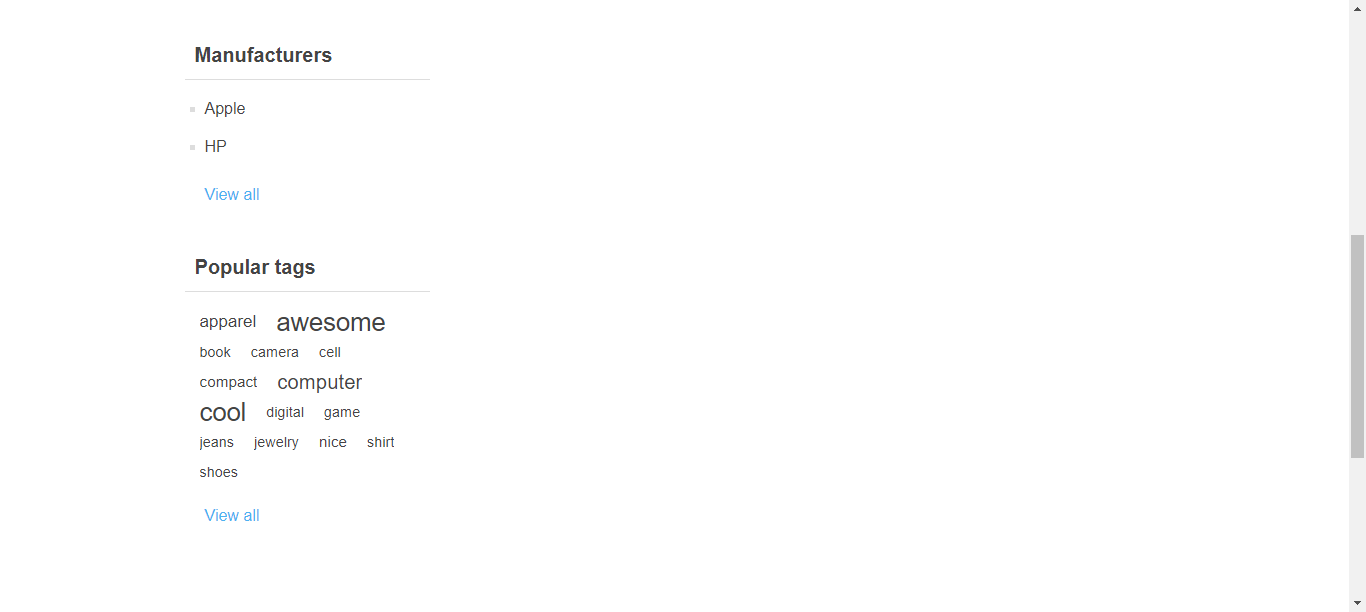 Manufacturers
Apple
HP
View all
Popular tags
apparel awesome
book camera cell
compact computer
cool digital game
jeans jewelry nice shirt
shoes
View all